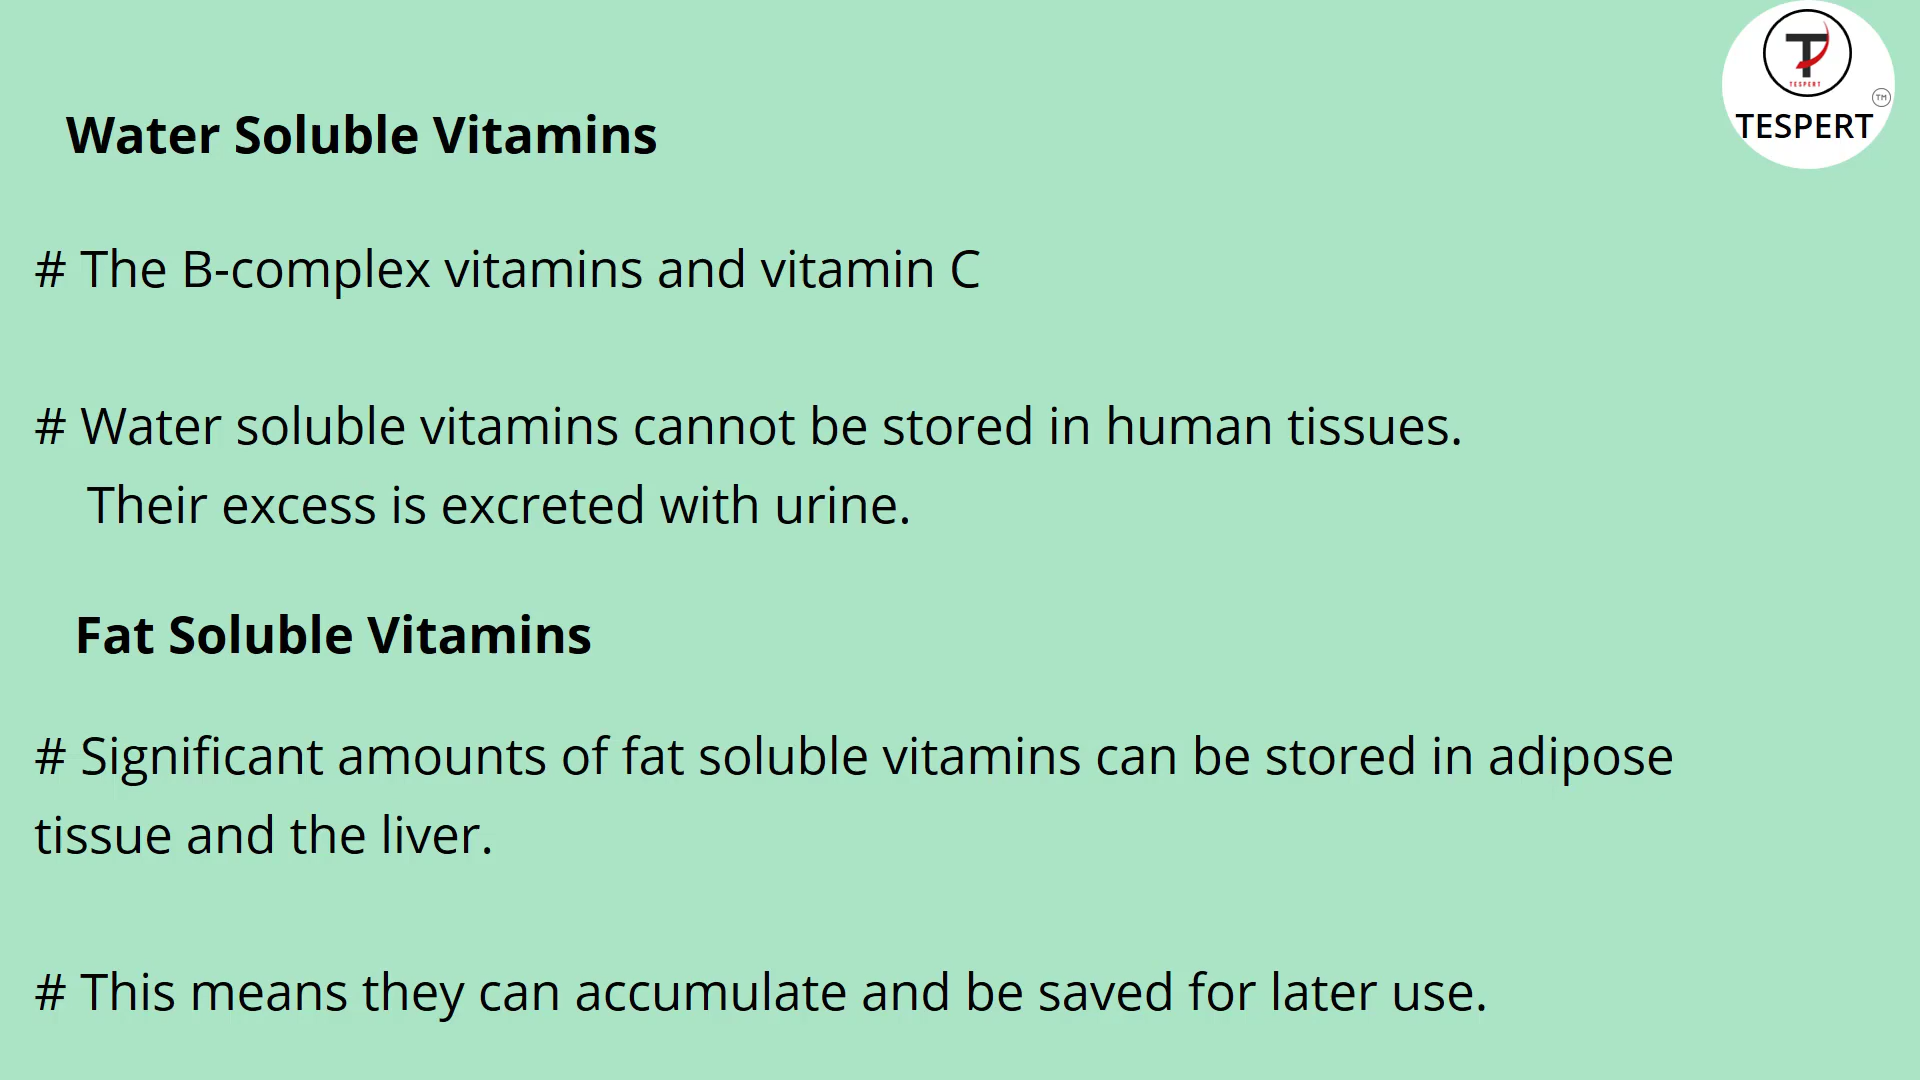 TESPERT
TM
TESPERT
Water Soluble Vitamins
# The B-complex vitamins and vitamin C
# Water soluble vitamins cannot be stored in human tissues.
Their excess is excreted with urine.
Fat Soluble Vitamins
# Significant amounts of fat soluble vitamins can be stored in adipose
tissue and the liver.
# This means they can accumulate and be saved for later use.